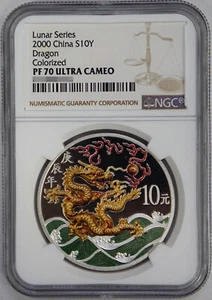 Lunar Series
2000 China S10Y
Dragon
Colorized
PF 70 ULTRA CAMEO
NUMISMATIC GUARANTY CORPORATION
NGC
庚辰年
10元